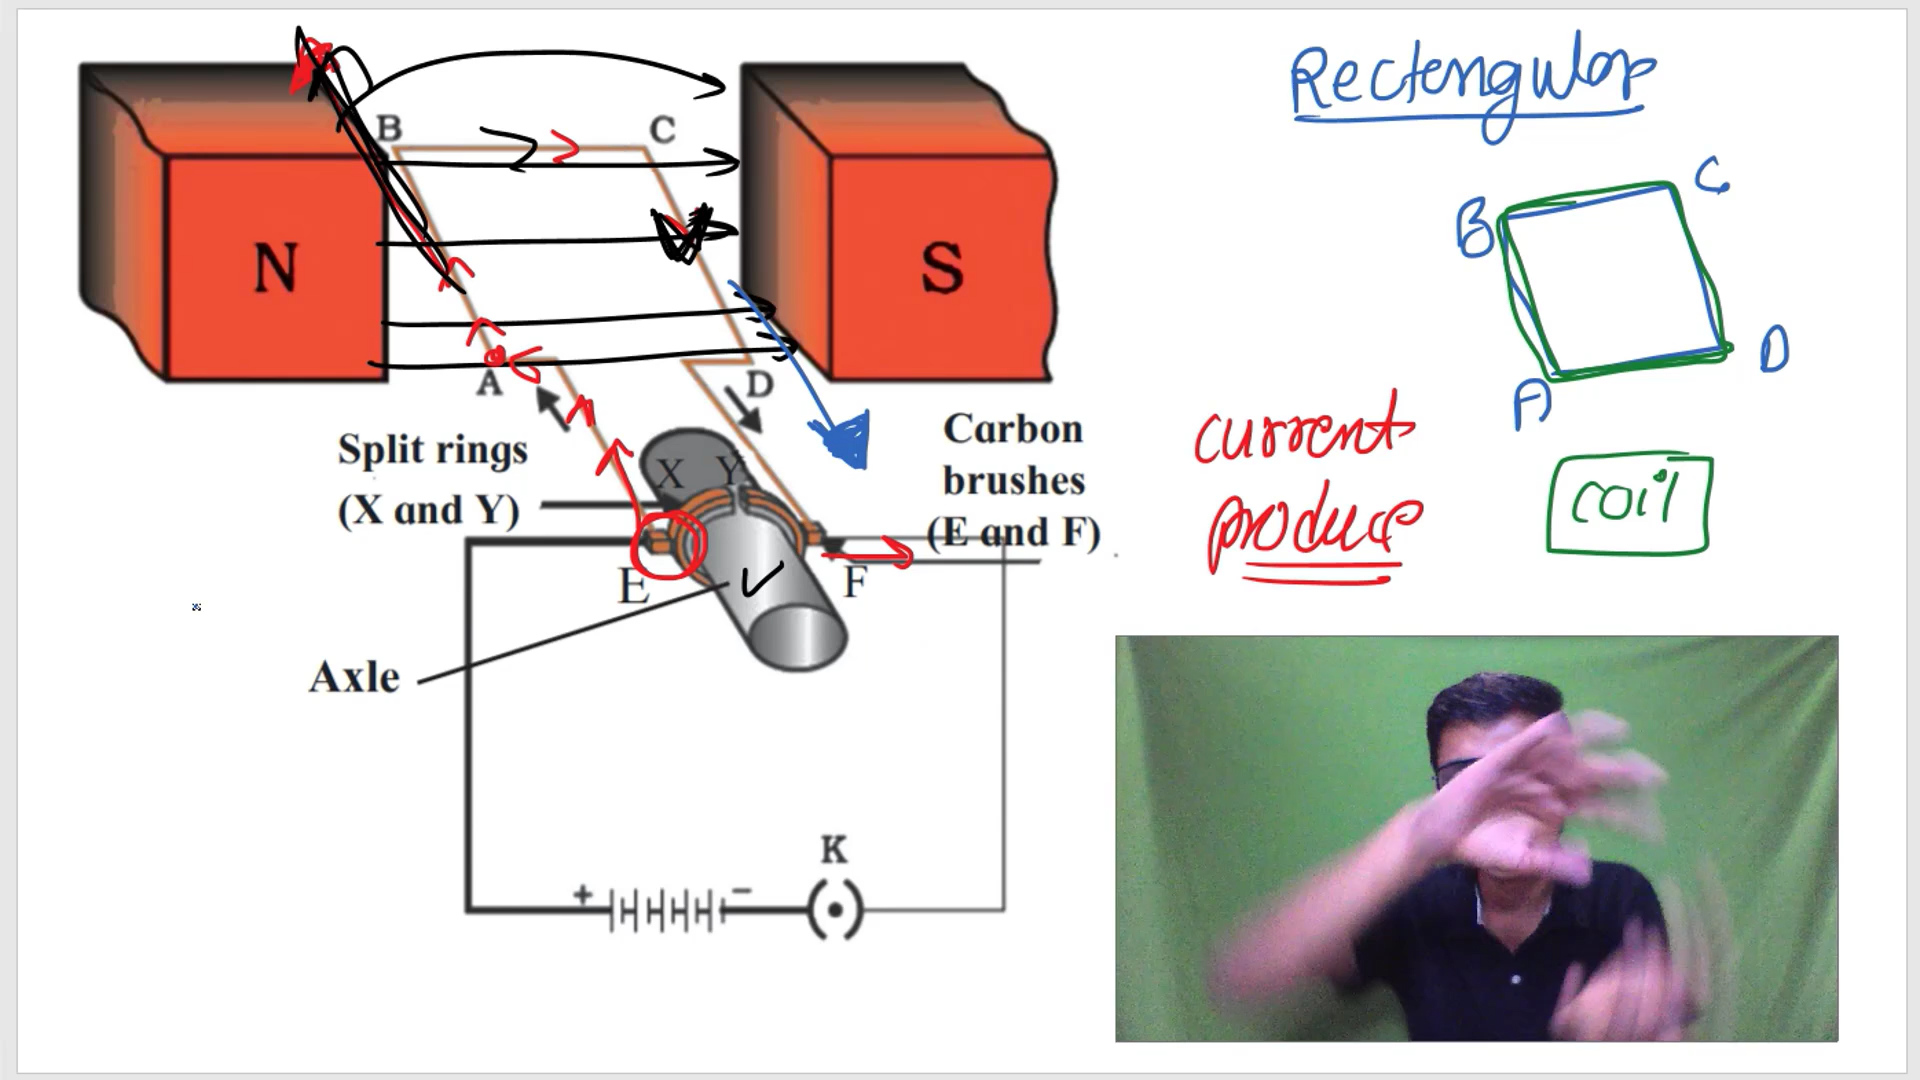 Rectengular
B
C
N
S
A
D
B
C
A
D
Split rings
(X and Y)
X
Y
Carbon
brushes
(E and F)
E
F
Axle
current
produce
coil
K
+
−